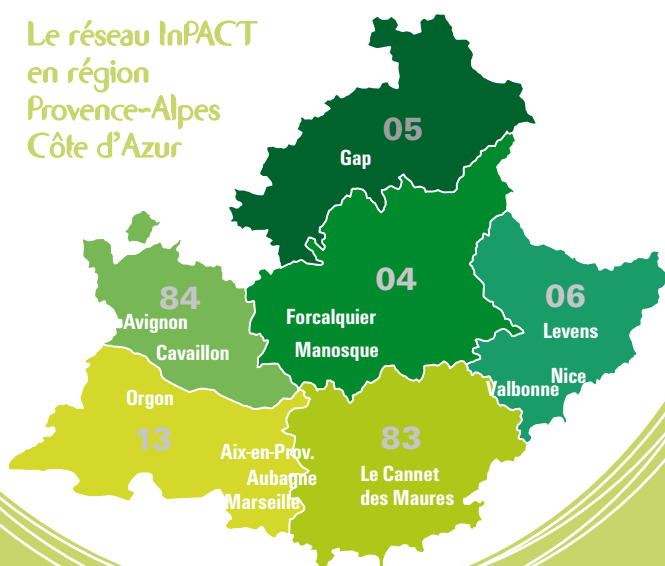 Le réseau InPACT
en région
Provence-Alpes
Côte d'Azur
05
Gap
04
Forcalquier
Manosque
84
Avignon
Cavaillon
06
Levens
Nice
Valbonne
Orgon
13
Aix-en-Prov.
Aubagne
Marseille
83
Le Cannet
des Maures